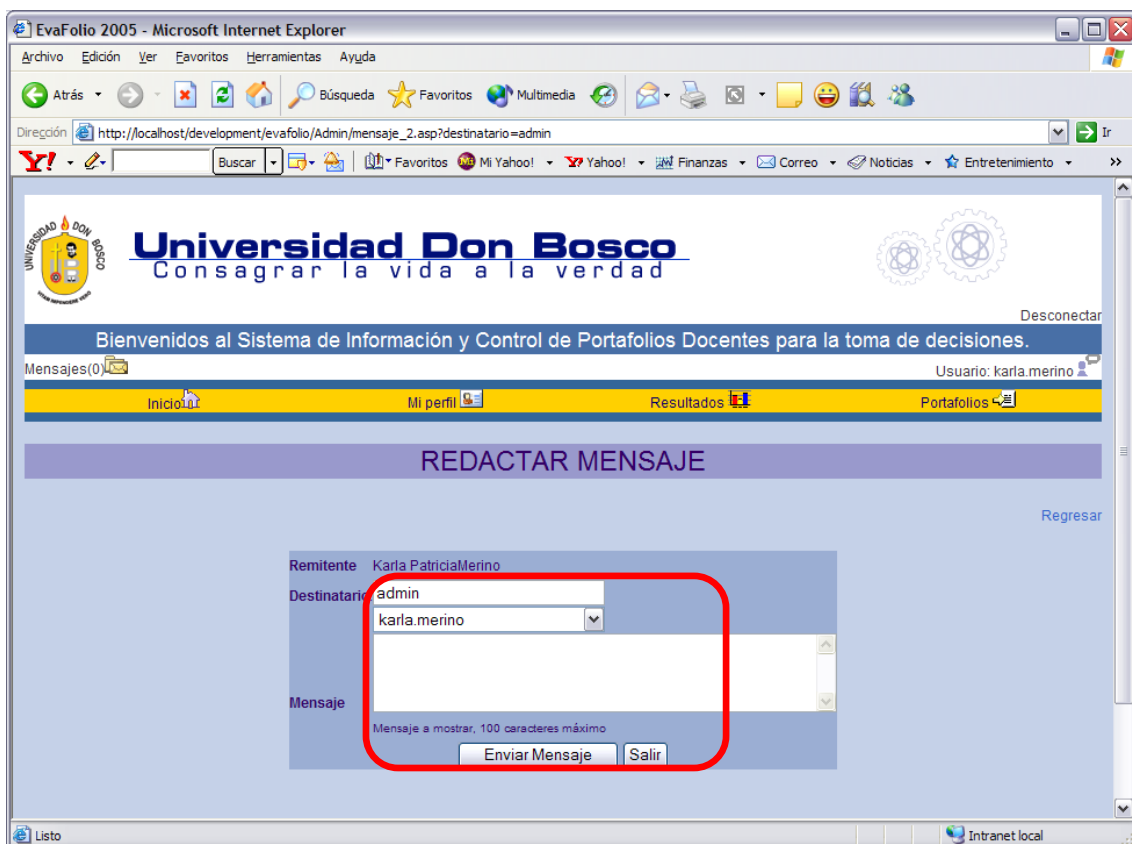 EvaFolio 2005 - Microsoft Internet Explorer
Archivo Edición Ver Favoritos Herramientas Ayuda
Atrás Búsqueda Favoritos Multimedia
Dirección http://localhost/development/evafolio/Admin/mensaje_2.asp?destinatario=admin Ir
Y! Buscar Favoritos Mi Yahoo! Yahoo! Finanzas Correo Noticias Entretenimiento »
UNIVERSIDAD DON BOSCO
Universidad Don Bosco
Consagrar la vida a la verdad
Desconectar
Bienvenidos al Sistema de Información y Control de Portafolios Docentes para la toma de decisiones.
Mensajes(0) Usuario: karla.merino
Inicio Mi perfil Resultados Portafolios
REDACTAR MENSAJE
Regresar
Remitente Karla PatriciaMerino
Destinatario admin
karla.merino
Mensaje
Mensaje a mostrar, 100 caracteres máximo
Enviar Mensaje Salir
Listo Intranet local